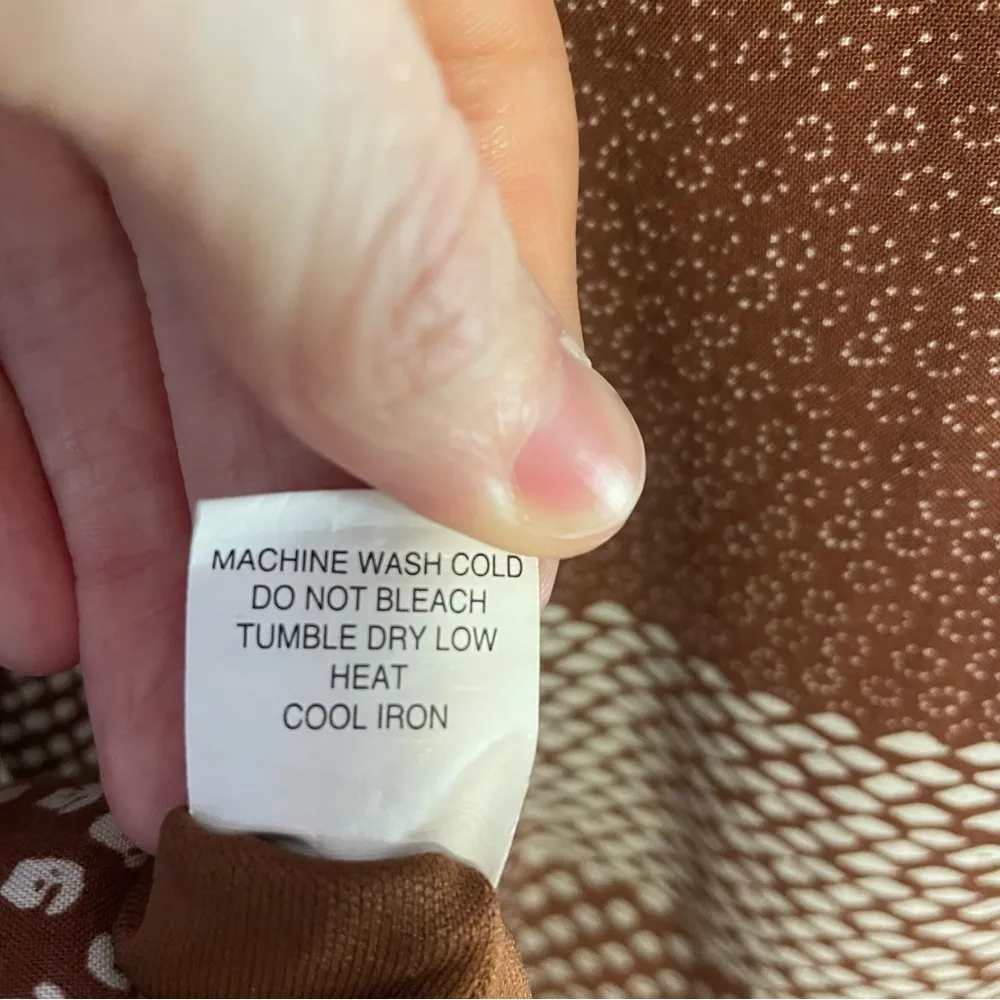 MACHINE WASH COLD
DO NOT BLEACH
TUMBLE DRY LOW
HEAT
COOL IRON